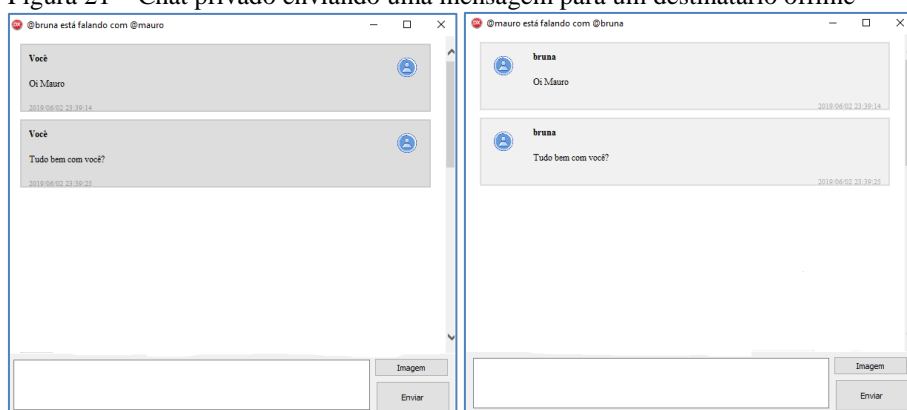 Figura 21 – Chat privado enviando uma mensagem para um destinatário offline
@bruna está falando com @mauro
Você
Oi Mauro
2019/06/02 23:39:14
Você
Tudo bem com você?
2019/06/02 23:39:25
Imagem
Enviar
@mauro está falando com @bruna
bruna
Oi Mauro
2019/06/02 23:39:14
bruna
Tudo bem com você?
2019/06/02 23:39:25
Imagem
Enviar